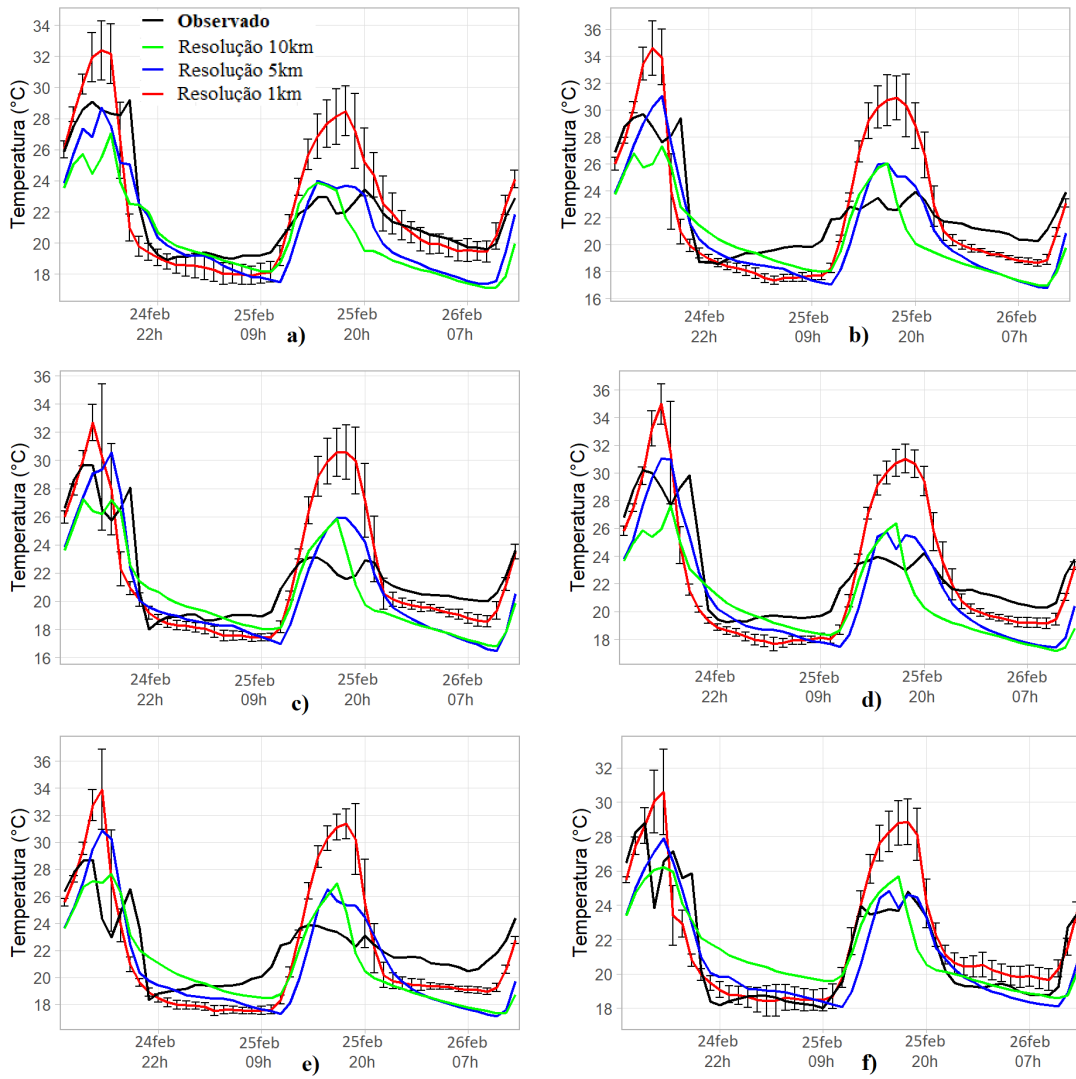 Observado
Resolução 10km
Resolução 5km
Resolução 1km
Temperatura (°C)
34
32
30
28
26
24
22
20
18
24feb 25feb 25feb 26feb
22h 09h 20h 07h
a)
Temperatura (°C)
36
34
32
30
28
26
24
22
20
18
16
24feb 25feb 25feb 26feb
22h 09h 20h 07h
b)
Temperatura (°C)
36
34
32
30
28
26
24
22
20
18
16
24feb 25feb 25feb 26feb
22h 09h 20h 07h
c)
Temperatura (°C)
36
34
32
30
28
26
24
22
20
18
24feb 25feb 25feb 26feb
22h 09h 20h 07h
d)
Temperatura (°C)
36
34
32
30
28
26
24
22
20
18
24feb 25feb 25feb 26feb
22h 09h 20h 07h
e)
Temperatura (°C)
32
30
28
26
24
22
20
18
24feb 25feb 25feb 26feb
22h 09h 20h 07h
f)